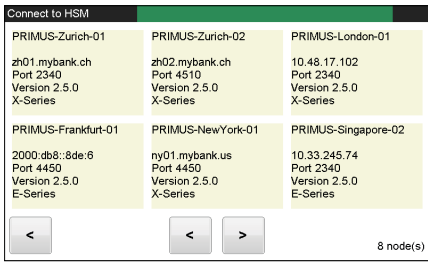 Connect to HSM
PRIMUS-Zurich-01
zh01.mybank.ch
Port 2340
Version 2.5.0
X-Series
PRIMUS-Zurich-02
zh02.mybank.ch
Port 4510
Version 2.5.0
X-Series
PRIMUS-London-01
10.48.17.102
Port 2340
Version 2.5.0
X-Series
PRIMUS-Frankfurt-01
2000:db8::8de:6
Port 4450
Version 2.5.0
E-Series
PRIMUS-NewYork-01
ny01.mybank.us
Port 4450
Version 2.5.0
X-Series
PRIMUS-Singapore-02
10.33.245.74
Port 2340
Version 2.5.0
E-Series
< < >
8 node(s)